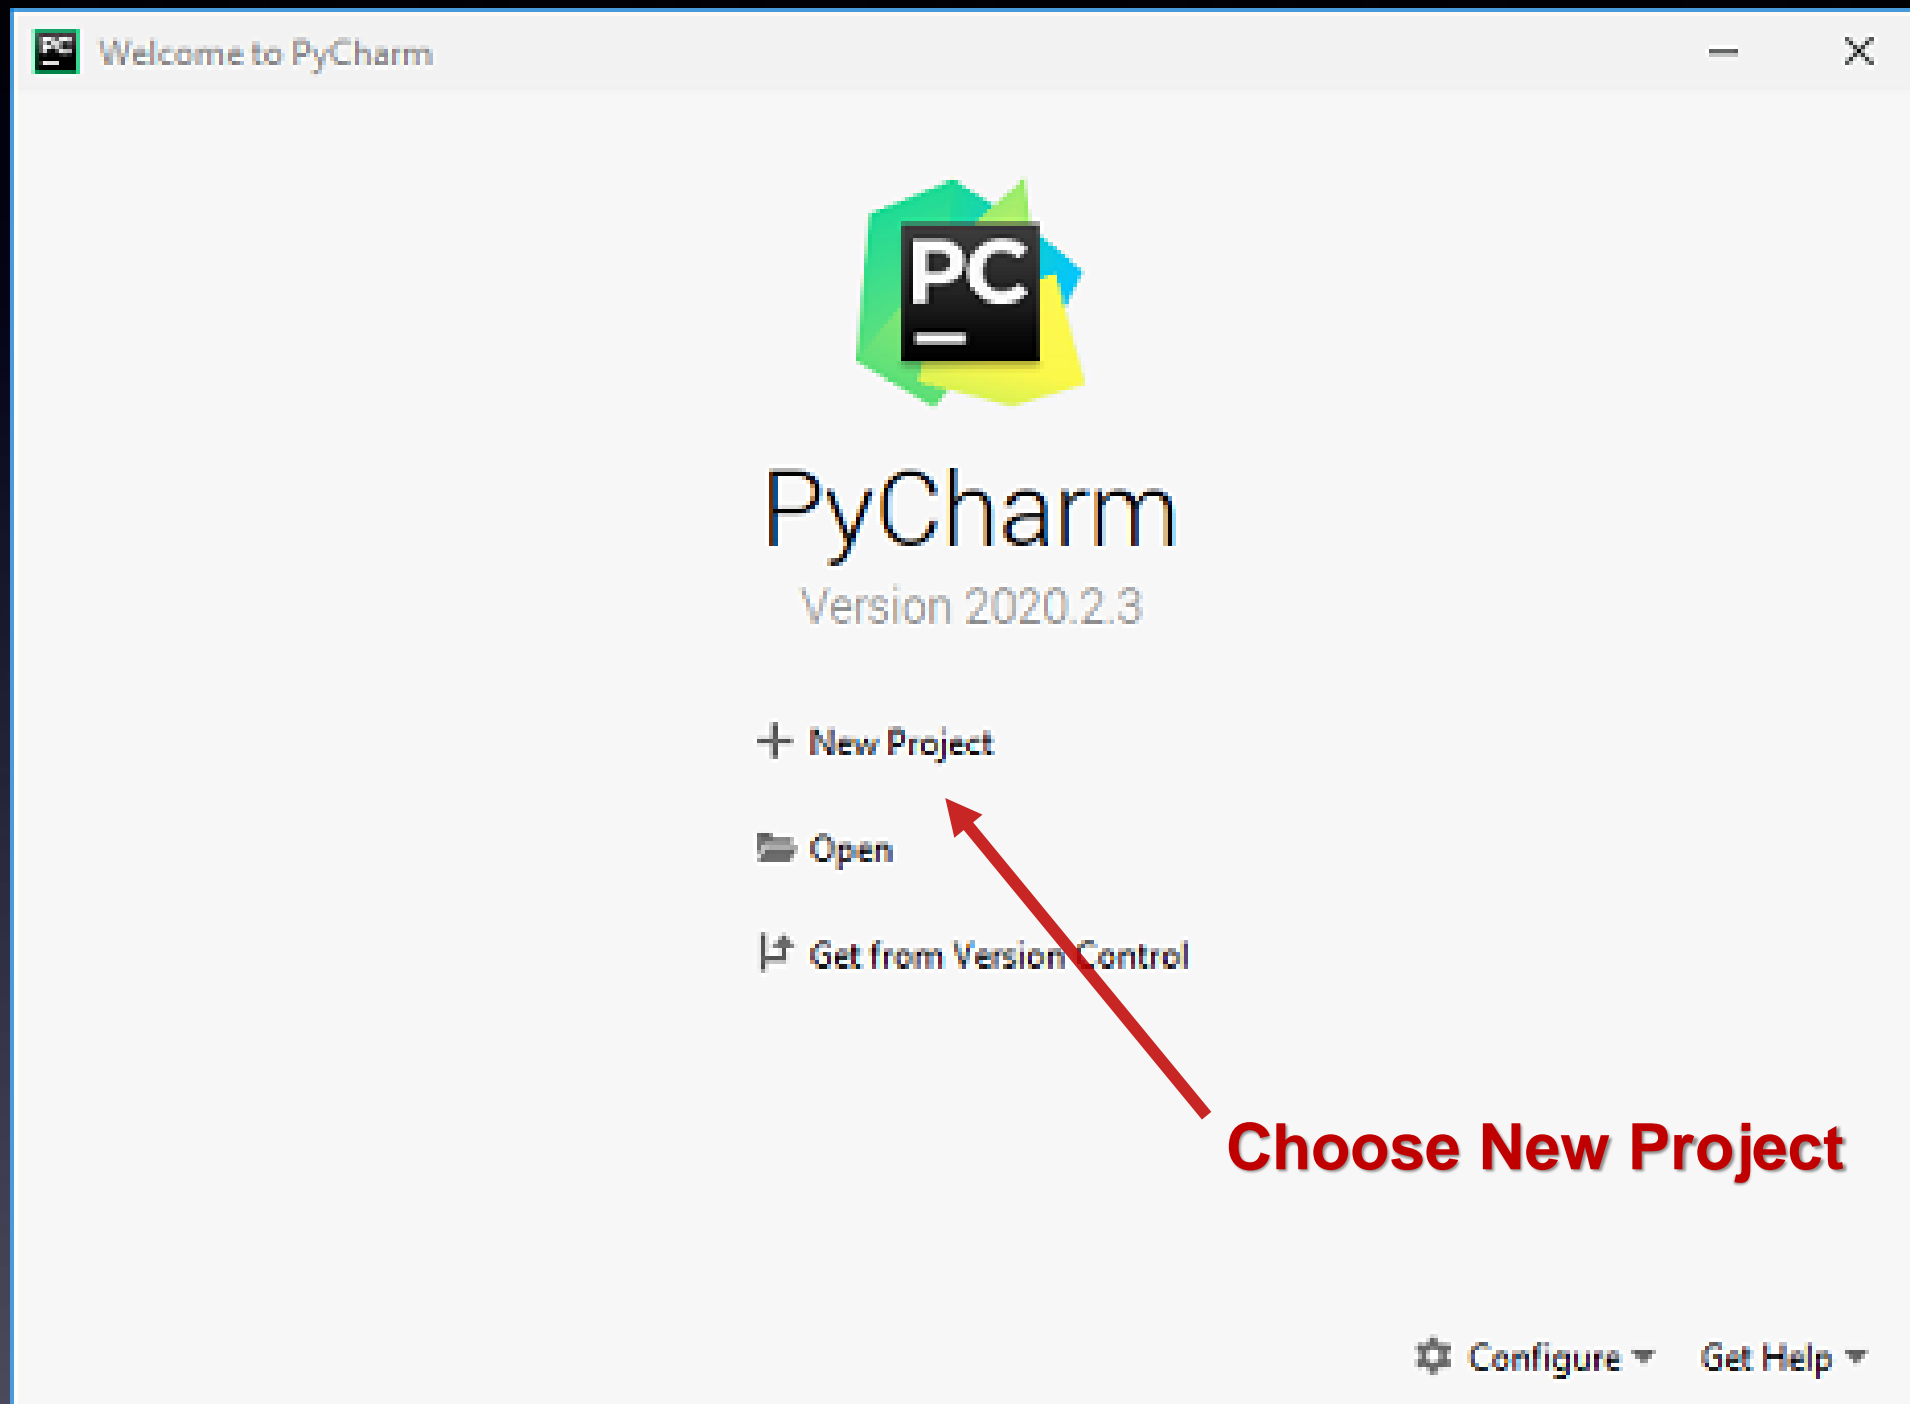 PC Welcome to PyCharm
PC
PyCharm
Version 2020.2.3
New Project
Open
Get from Version Control
Choose New Project
Configure Get Help